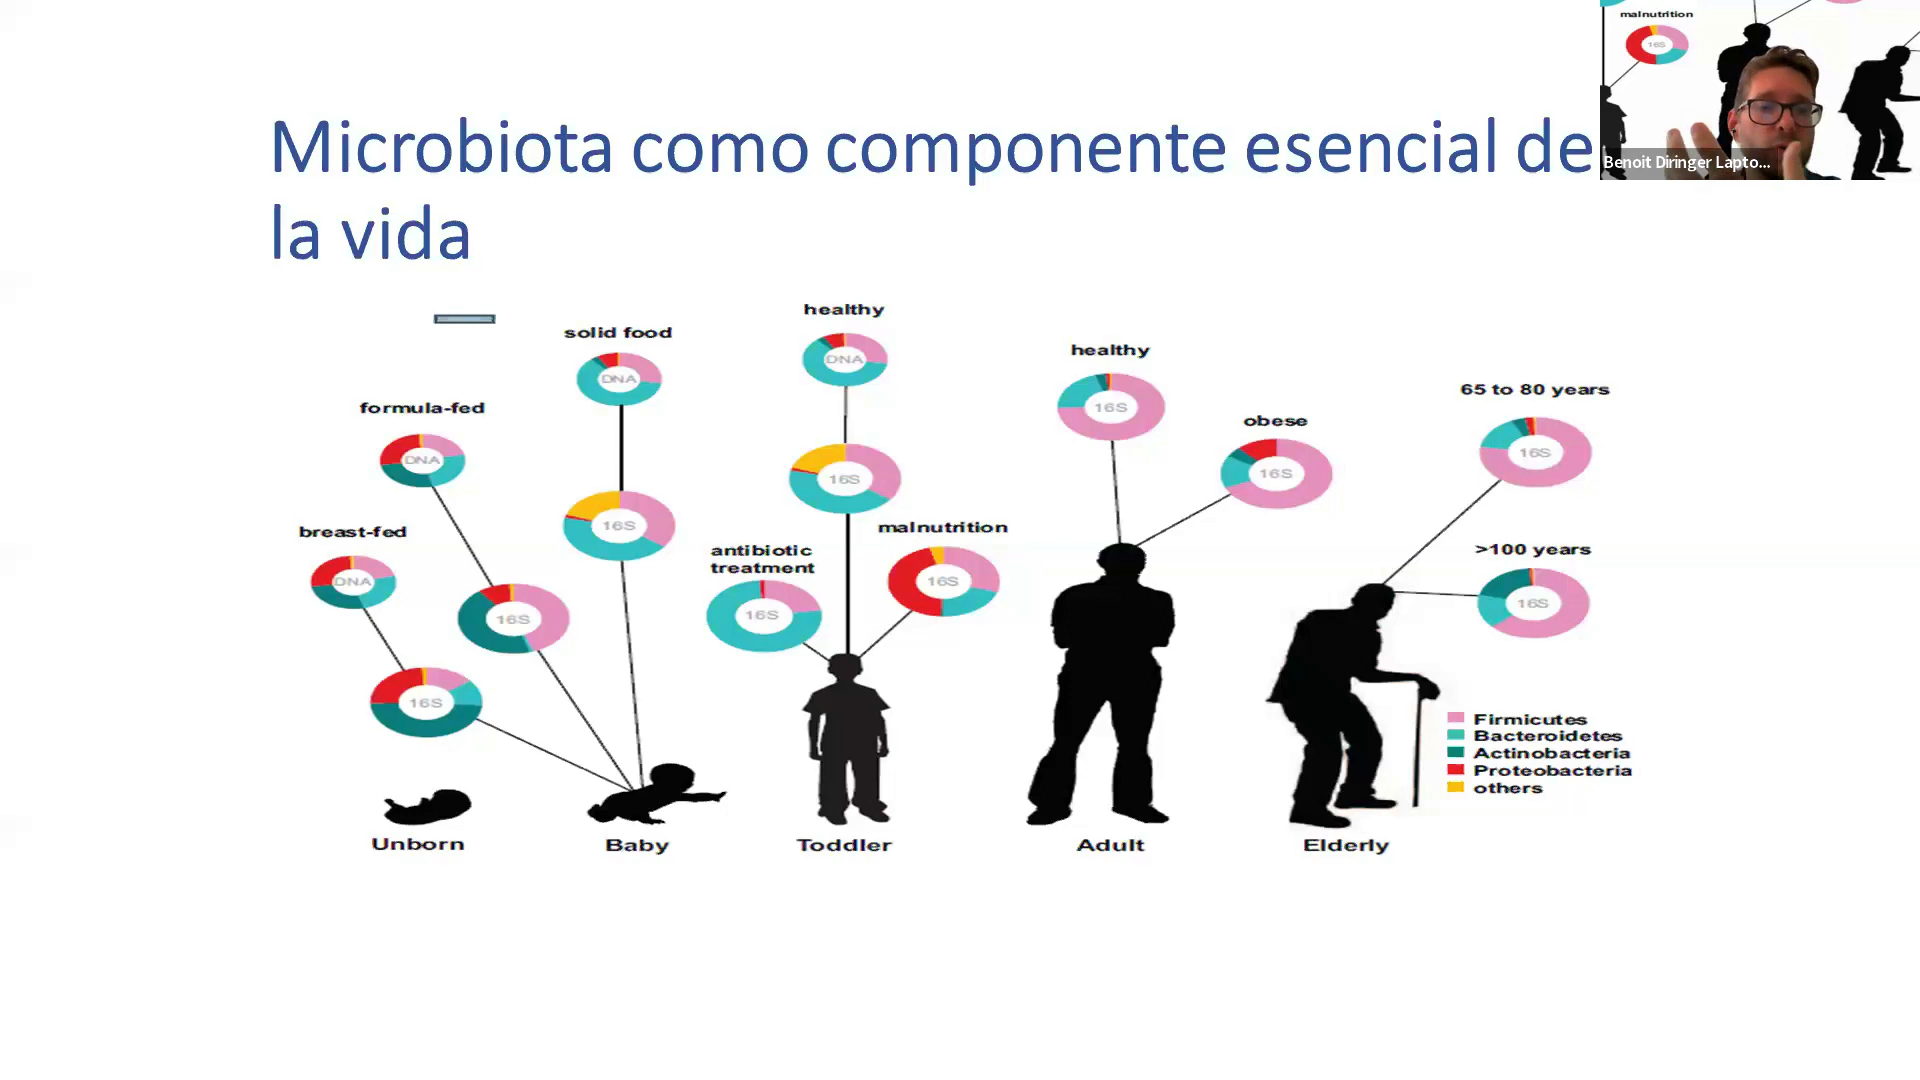 malnutrition
16S
Benoit Diringer Lapto...
Microbiota como componente esencial de
la vida
healthy
DNA
solid food
DNA
healthy
16S
65 to 80 years
16S
formula-fed
DNA
obese
16S
16S
16S
breast-fed
DNA
malnutrition
16S
antibiotic
treatment
16S
>100 years
16S
16S
16S
Firmicutes
Bacteroidetes
Actinobacteria
Proteobacteria
others
Unborn
Baby
Toddler
Adult
Elderly